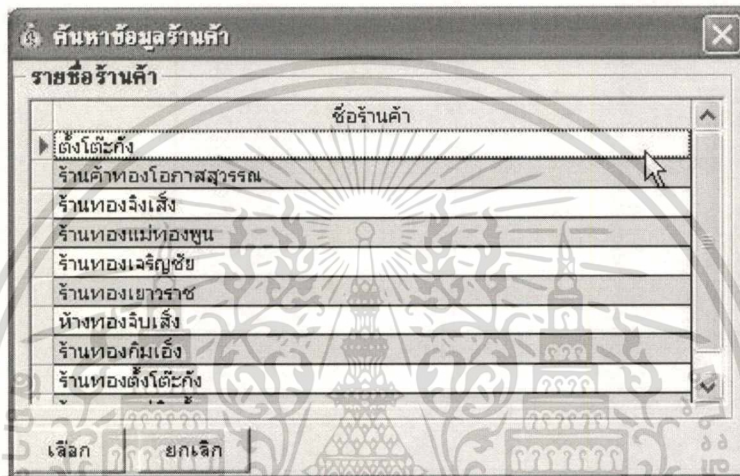 ค้นหาข้อมูลร้านค้า
รายชื่อร้านค้า
ชื่อร้านค้า
ตั้งโต๊ะกัง
ร้านค้าทองโอภาสสุวรรณ
ร้านทองจิงเส็ง
ร้านทองแม่ทองพูน
ร้านทองเจริญชัย
ร้านทองเยาวราช
ห้างทองจิบเส็ง
ร้านทองกิมเอ็ง
ร้านทองตั้งโต๊ะกัง
เลือก
ยกเลิก